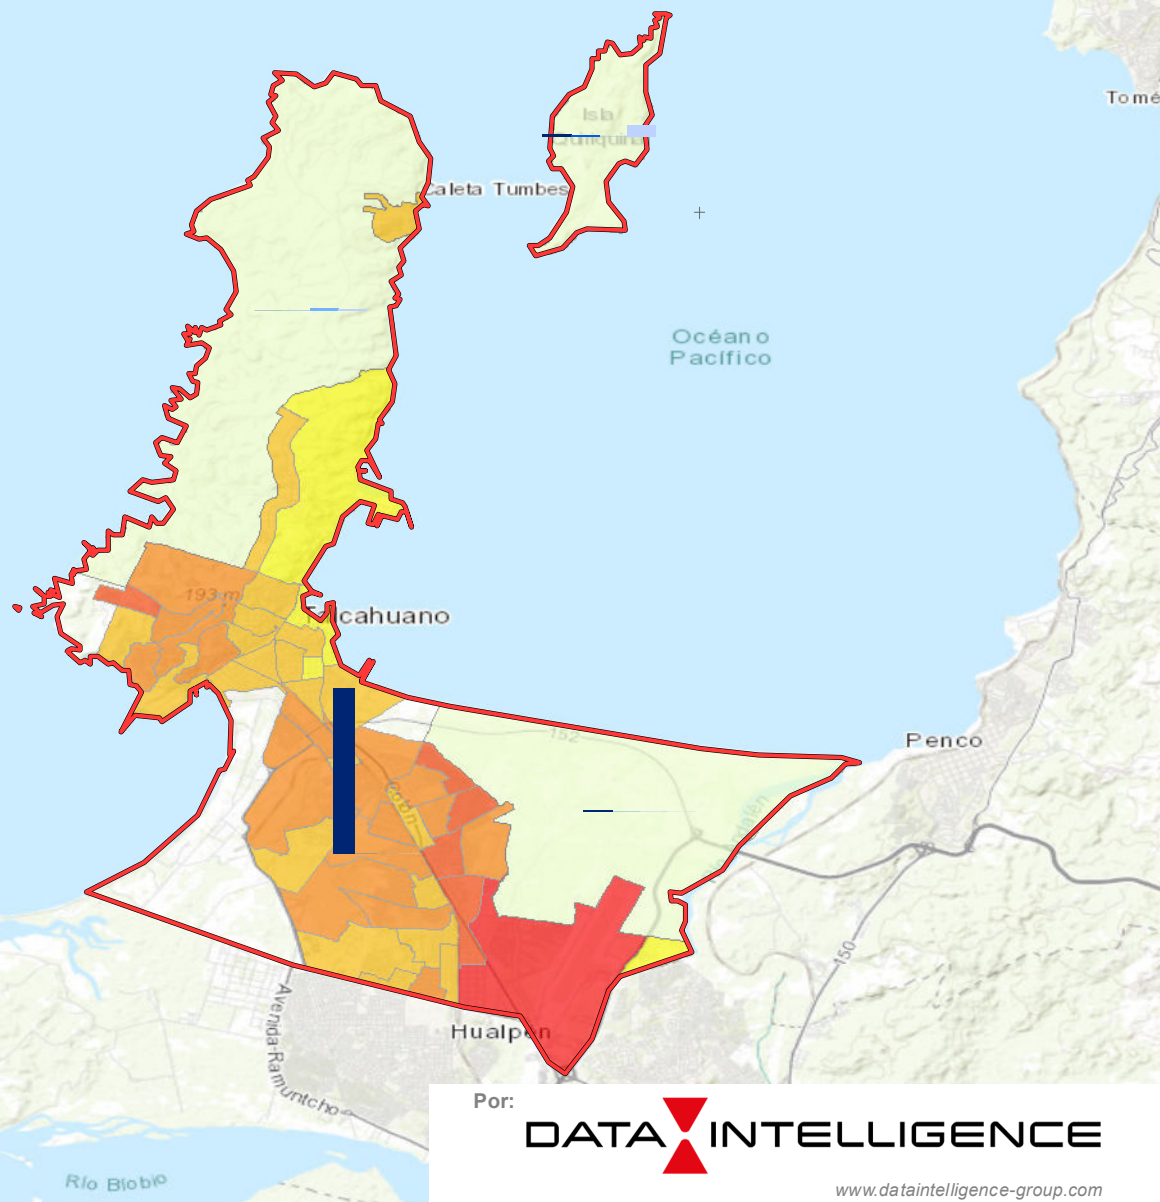 Tomé
Isla
Quiriquina
Caleta Tumbes
Océano
Pacífico
193 m
Talcahuano
152
Penco
Colón
150
Avenida Ramuntcho
Hualpén
Río Biobío
Por:
DATA INTELLIGENCE
www.dataintelligence-group.com